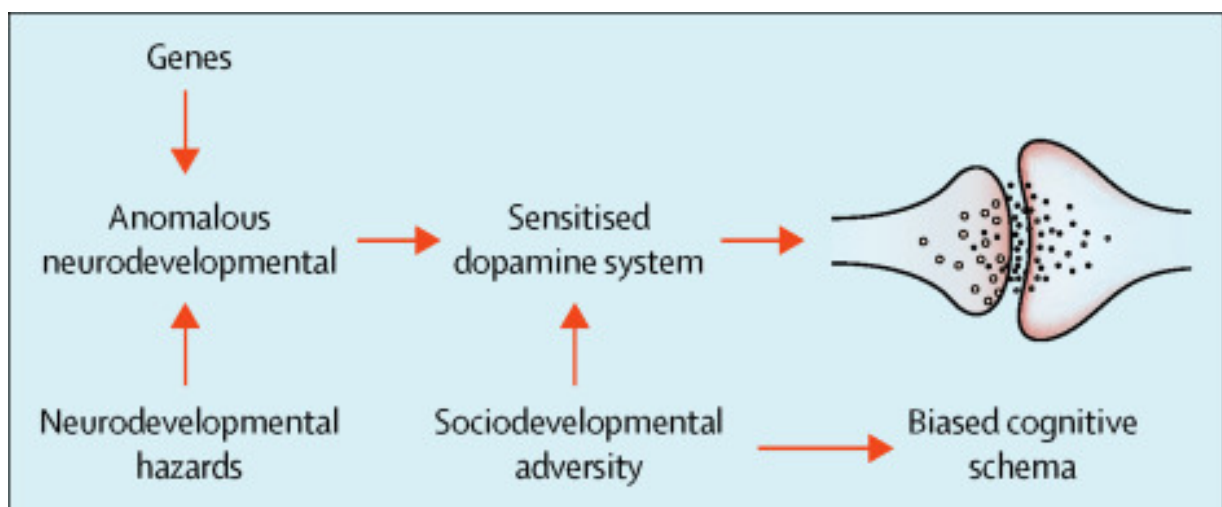 Genes
Anomalous
neurodevelopmental
Sensitised
dopamine system
Neurodevelopmental
hazards
Sociodevelopmental
adversity
Biased cognitive
schema